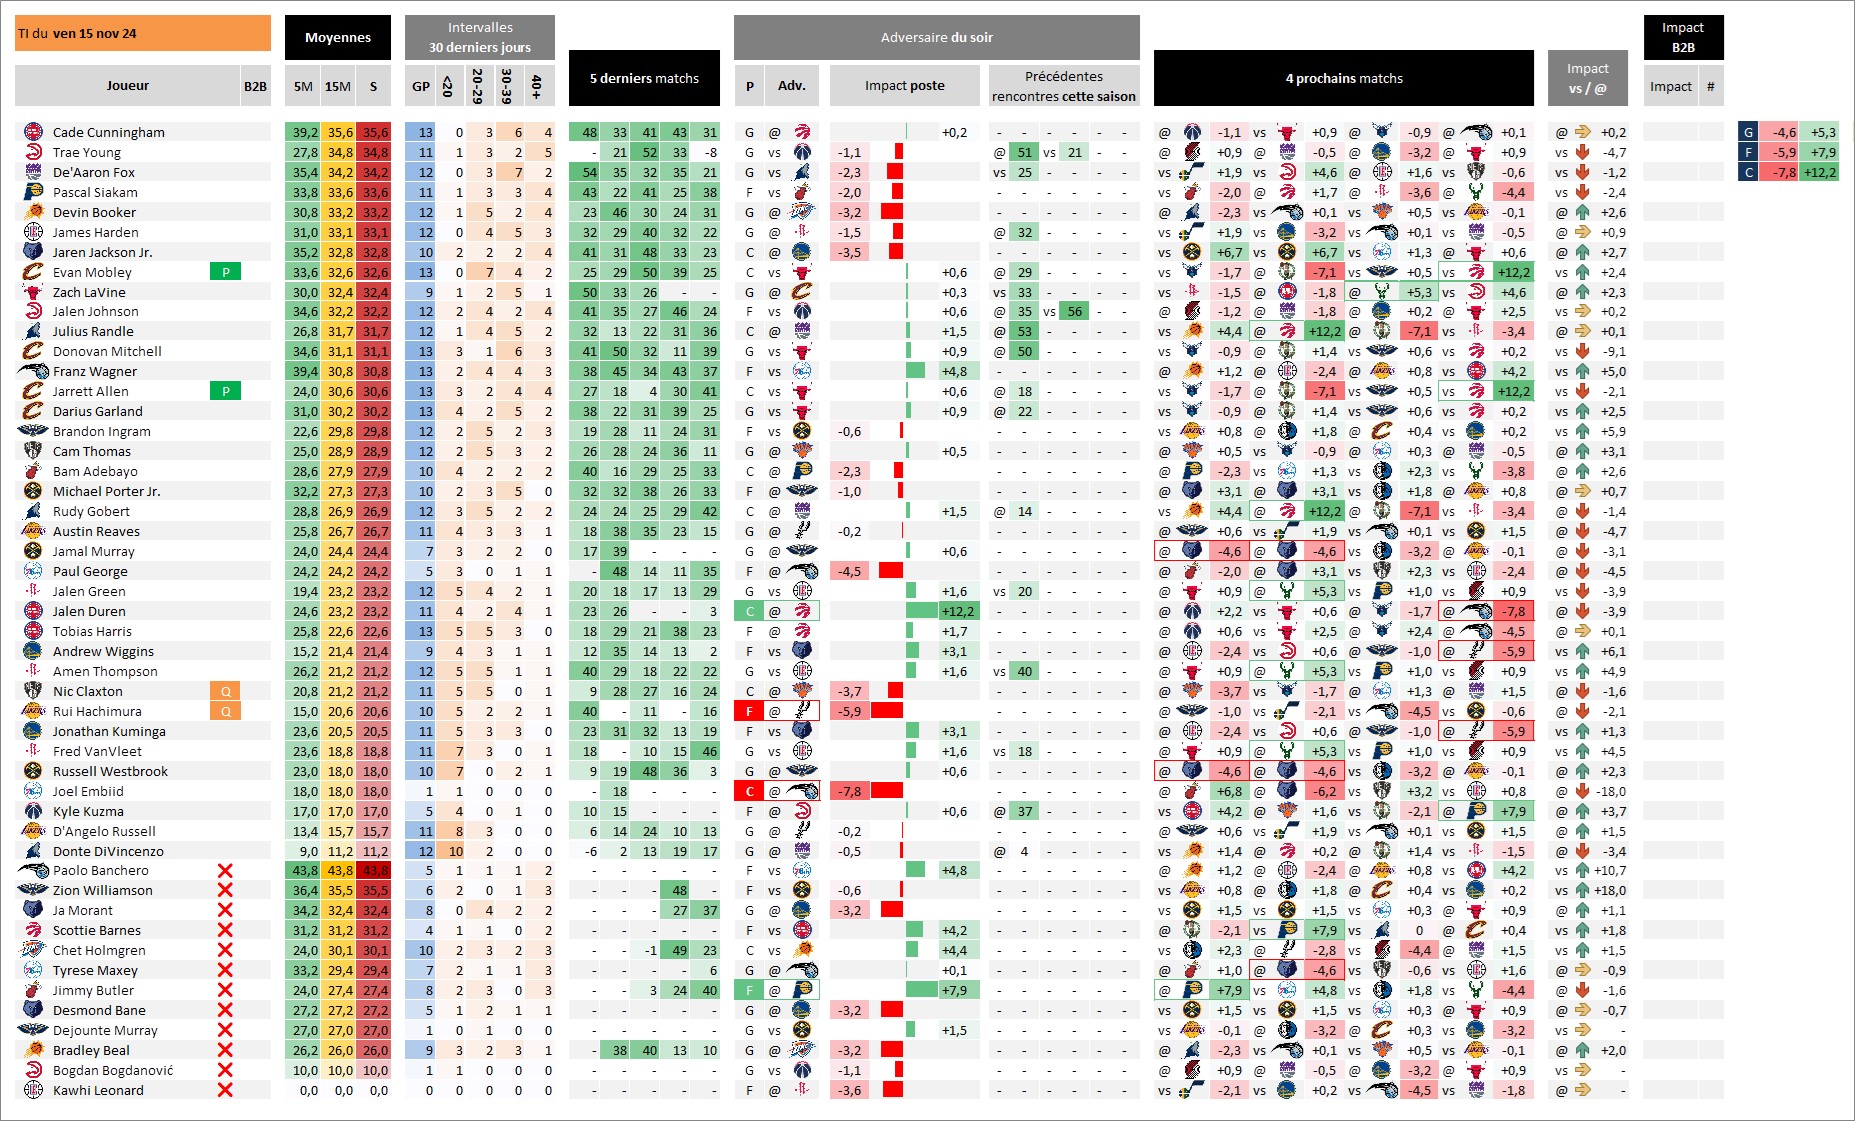 TI du ven 15 nov 24
Moyennes
Intervalles
30 derniers jours
5 derniers matchs
Adversaire du soir
4 prochains matchs
Impact
vs / @
Impact
B2B
Joueur B2B 5M 15M S GP <20 20-29 30-39 40+ P Adv. Impact poste Précédentes rencontres cette saison Impact #
Cade Cunningham 39,2 35,6 35,6 13 0 3 6 4 48 33 41 43 31 G @ +0,2 - - - - - @ -1,1 vs +0,9 @ -0,9 @ +0,1 @ +0,2
Trae Young 27,8 34,8 34,8 11 1 3 2 5 - 21 52 33 -8 G vs -1,1 @ 51 vs 21 - - - @ +0,9 @ -0,5 @ -3,2 @ +0,9 vs -4,7
De'Aaron Fox 35,4 34,2 34,2 12 0 3 7 2 54 35 32 35 21 G vs -2,3 vs 25 - - - - vs +1,9 vs +4,6 @ +1,6 vs -0,6 vs -1,2
Pascal Siakam 33,8 33,6 33,6 11 1 3 3 4 43 22 41 25 38 F vs -2,0 - - - - - vs -2,0 @ +1,7 @ -3,6 @ -4,4 vs -2,4
Devin Booker 30,8 33,2 33,2 12 1 5 2 4 23 46 30 24 31 G @ -3,2 - - - - - @ -2,3 vs +0,1 vs +0,5 vs -0,1 @ +2,6
James Harden 31,0 33,1 33,1 12 0 4 5 3 32 29 40 32 22 G @ -1,5 @ 32 - - - - vs +1,9 vs -3,2 vs +0,1 vs -0,5 @ +0,9
Jaren Jackson Jr. 35,2 32,8 32,8 10 2 2 2 4 41 31 48 33 23 C @ -3,5 - - - - - vs +6,7 vs +6,7 vs +1,3 @ +0,6 @ +2,7
Evan Mobley P 33,6 32,6 32,6 13 0 7 4 2 25 29 50 39 25 C vs +0,6 @ 29 - - - - vs -1,7 @ -7,1 vs +0,5 vs +12,2 vs +2,4
Zach LaVine 30,0 32,4 32,4 9 1 2 5 1 50 33 26 - - G @ +0,3 vs 33 - - - - vs -1,5 @ -1,8 @ +5,3 vs +4,6 @ +2,3
Jalen Johnson 34,6 32,2 32,2 12 2 4 4 2 41 35 27 46 24 F vs +0,6 @ 35 vs 56 - - - @ -1,2 @ -1,8 @ +0,2 @ +2,5 vs +0,2
Julius Randle 26,8 31,7 31,7 12 1 4 5 2 32 13 22 31 36 C @ +1,5 @ 53 - - - - vs +4,4 @ +12,2 @ -7,1 vs -3,4 @ +0,1
Donovan Mitchell 34,6 31,1 31,1 13 3 1 6 3 41 50 32 11 39 G vs +0,9 @ 50 - - - - vs -0,9 @ +1,4 vs +0,6 vs +0,2 vs -9,1
Franz Wagner 39,4 30,8 30,8 13 2 4 4 3 38 45 34 43 37 F vs +4,8 - - - - - @ +1,2 @ -2,4 @ +0,8 vs +4,2 vs +5,0
Jarrett Allen P 24,0 30,6 30,6 13 3 2 4 4 27 18 4 30 41 C vs +0,6 @ 18 - - - - vs -1,7 @ -7,1 vs +0,5 vs +12,2 vs -2,1
Darius Garland 31,0 30,2 30,2 13 4 2 5 2 38 22 31 39 25 G vs +0,9 @ 22 - - - - vs -0,9 @ +1,4 vs +0,6 vs +0,2 vs +2,5
Brandon Ingram 22,6 29,8 29,8 12 2 5 2 3 19 28 11 24 31 F vs -0,6 - - - - - vs +0,8 @ +1,8 @ +0,4 @ +0,2 vs +5,9
Cam Thomas 25,0 28,9 28,9 12 2 5 3 2 26 28 24 36 11 G @ +0,5 - - - - - @ +0,5 vs -0,9 @ +0,3 @ -0,5 @ +3,1
Bam Adebayo 28,6 27,9 27,9 10 4 2 2 2 40 16 29 25 33 C @ -2,3 - - - - - @ -2,3 vs +1,3 vs +2,3 vs -3,8 @ +2,6
Michael Porter Jr. 32,2 27,3 27,3 10 2 3 5 0 32 32 38 26 33 F @ -1,0 - - - - - @ +3,1 @ +3,1 vs +1,8 @ +0,8 @ +0,7
Rudy Gobert 28,8 26,9 26,9 12 3 5 2 2 24 24 25 29 42 C @ +1,5 @ 14 - - - - vs +4,4 @ +12,2 @ -7,1 vs -3,4 @ -1,4
Austin Reaves 25,8 26,7 26,7 11 4 3 3 1 18 38 35 23 15 G @ -0,2 - - - - - @ +0,6 vs +1,9 vs +0,1 vs +1,5 @ -4,7
Jamal Murray 24,0 24,4 24,4 7 3 2 2 0 17 39 - - - G @ +0,6 - - - - - @ -4,6 @ -4,6 vs -3,2 @ -0,1 @ -3,1
Paul George 24,2 24,2 24,2 5 3 0 1 1 - 48 14 11 35 F @ -4,5 - - - - - @ -2,0 @ +3,1 vs +2,3 vs -2,4 @ -4,5
Jalen Green 19,4 23,2 23,2 12 5 4 2 1 20 18 17 13 29 G vs +1,6 vs 20 - - - - @ +0,9 @ +5,3 vs +1,0 vs +0,9 vs -3,9
Jalen Duren 24,6 23,2 23,2 11 4 4 2 1 23 26 - - 3 C @ +12,2 - - - - - @ +2,2 vs +0,6 @ -1,7 @ -7,8 @ -3,9
Tobias Harris 25,8 22,6 22,6 13 5 5 3 0 18 29 21 38 23 F @ +1,7 - - - - - @ +0,6 vs +2,5 @ +2,4 @ -4,5 @ +0,1
Andrew Wiggins 15,2 21,4 21,4 9 4 3 1 1 12 35 14 13 2 F vs +3,1 - - - - - @ -2,4 vs +0,6 @ -1,0 @ -5,9 vs +6,1
Amen Thompson 26,2 21,2 21,2 12 5 5 1 1 40 29 18 22 22 G vs +1,6 vs 40 - - - - @ +0,9 @ +5,3 vs +1,0 vs +0,9 vs +4,9
Nic Claxton Q 20,8 21,2 21,2 11 5 5 0 1 9 28 27 16 24 C @ -3,7 - - - - - @ -3,7 vs -1,7 @ +1,3 @ +1,5 @ -1,6
Rui Hachimura Q 15,0 20,6 20,6 10 5 2 2 1 40 - 11 - 16 F @ -5,9 - - - - - @ -1,0 vs -2,1 vs -4,5 vs -0,6 @ -2,1
Jonathan Kuminga 23,6 20,5 20,5 11 5 3 3 0 23 31 32 13 19 F vs +3,1 - - - - - @ -2,4 vs +0,6 @ -1,0 @ -5,9 vs +1,3
Fred VanVleet 23,6 18,8 18,8 11 7 3 0 1 18 - 10 15 46 G vs +1,6 vs 18 - - - - @ +0,9 @ +5,3 vs +1,0 vs +0,9 vs +4,5
Russell Westbrook 23,0 18,0 18,0 10 7 0 2 1 9 19 48 36 3 G @ +0,6 - - - - - @ -4,6 @ -4,6 vs -3,2 @ -0,1 @ +2,3
Joel Embiid 18,0 18,0 18,0 1 1 0 0 0 - 18 - - - C @ -7,8 - - - - - @ +6,8 @ -6,2 vs +3,2 vs +0,8 @ -18,0
Kyle Kuzma 17,0 17,0 17,0 5 4 0 1 0 10 15 - - - F @ +0,6 @ 37 - - - - vs +4,2 @ +1,6 vs -2,1 @ +7,9 @ +3,7
D'Angelo Russell 13,4 15,7 15,7 11 8 3 0 0 6 14 24 10 13 G @ -0,2 - - - - - @ +0,6 vs +1,9 vs +0,1 vs +1,5 @ +1,5
Donte DiVincenzo 9,0 11,2 11,2 12 10 2 0 0 -6 2 13 19 17 G @ -0,5 @ 4 - - - - vs +1,4 @ +0,2 @ +1,4 vs -1,5 @ -3,4
Paolo Banchero 43,8 43,8 43,8 5 1 1 1 2 - - - - - F vs +4,8 - - - - - @ +1,2 @ -2,4 @ +0,8 vs +4,2 vs +10,7
Zion Williamson 36,4 35,5 35,5 6 2 0 1 3 - - - 48 - F vs -0,6 - - - - - vs +0,8 @ +1,8 @ +0,4 @ +0,2 vs +18,0
Ja Morant 34,2 32,4 32,4 8 0 4 2 2 - - - 27 37 G @ -3,2 - - - - - vs +1,5 vs +1,5 vs +0,3 @ +0,9 @ +1,1
Scottie Barnes 31,2 31,2 31,2 4 1 1 0 2 - - - - - F vs +4,2 - - - - - @ -2,1 vs +7,9 vs 0 @ +0,4 vs +1,8
Chet Holmgren 24,0 30,1 30,1 10 2 3 2 3 - - -1 49 23 C vs +4,4 - - - - - vs +2,3 @ -2,8 vs -4,4 @ +1,5 vs +1,5
Tyrese Maxey 33,2 29,4 29,4 7 2 1 1 3 - - - - 6 G @ +0,1 - - - - - @ +1,0 @ -4,6 vs -0,6 vs +1,6 @ -0,9
Jimmy Butler 24,0 27,4 27,4 8 2 3 0 3 - - 3 24 40 F @ +7,9 - - - - - @ +7,9 vs +4,8 vs +1,8 vs -4,4 @ -1,6
Desmond Bane 27,2 27,2 27,2 5 1 2 1 1 - - - - - G @ -3,2 - - - - - vs +1,5 vs +1,5 vs +0,3 @ +0,9 @ -0,7
Dejounte Murray 27,0 27,0 27,0 1 0 1 0 0 - - - - - G vs +1,5 - - - - - vs -0,1 @ -3,2 @ +0,3 @ -3,2 vs -
Bradley Beal 26,2 26,0 26,0 9 3 2 3 1 - 38 40 13 10 G @ -3,2 - - - - - @ -2,3 vs +0,1 vs +0,5 vs -0,1 @ +2,0
Bogdan Bogdanović 10,0 10,0 10,0 1 1 0 0 0 - - - - - G vs -1,1 - - - - - @ +0,9 @ -0,5 @ -3,2 @ +0,9 vs -
Kawhi Leonard 0,0 0,0 0,0 0 0 0 0 0 - - - - - F @ -3,6 - - - - - vs -2,1 vs +0,2 vs -4,5 vs -1,8 @ -
G -4,6 +5,3
F -5,9 +7,9
C -7,8 +12,2